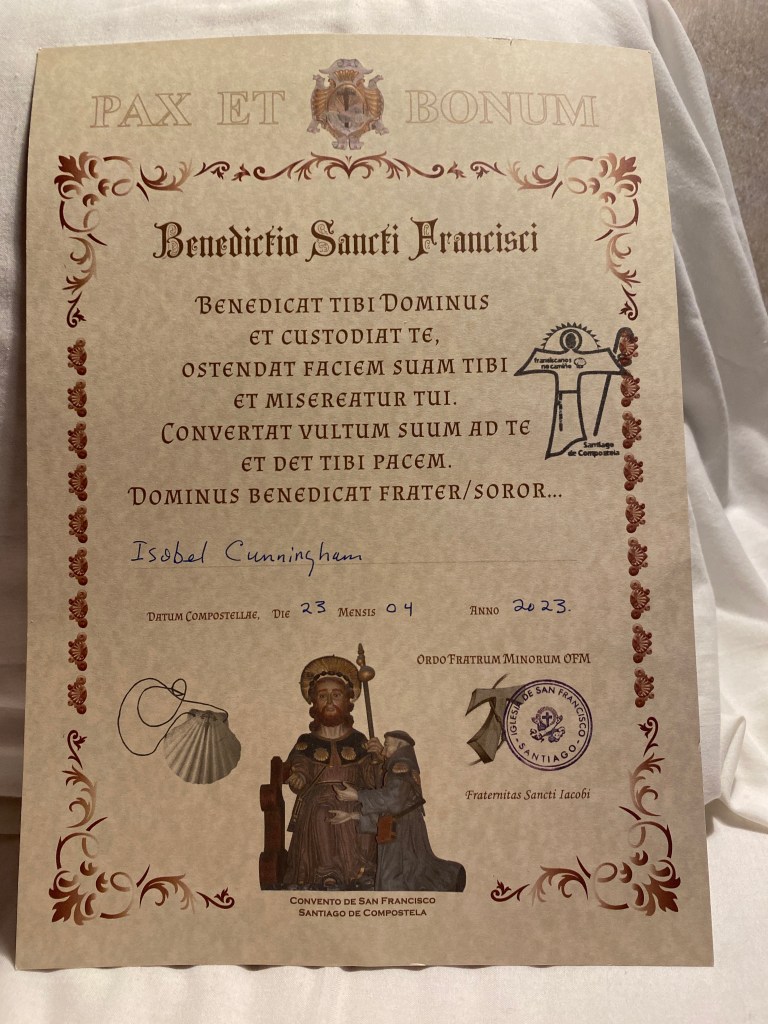 PAX ET BONUM
Benedictio Sancti Francisci
BENEDICAT TIBI DOMINUS
ET CUSTODIAT TE,
OSTENDAT FACIEM SUAM TIBI
ET MISEREATUR TUI.
CONVERTAT VULTUM SUUM AD TE
ET DET TIBI PACEM.
DOMINUS BENEDICAT FRATER/SOROR...
franciscanos
no camiño
Santiago
de Compostela
Isobel Cunningham
DATUM COMPOSTELLAE, DIE 23 MENSIS 04 ANNO 2023.
ORDO FRATRUM MINORUM OFM
IGLESIA DE SAN FRANCISCO
- SANTIAGO -
Fraternitas Sancti Iacobi
CONVENTO DE SAN FRANCISCO
SANTIAGO DE COMPOSTELA